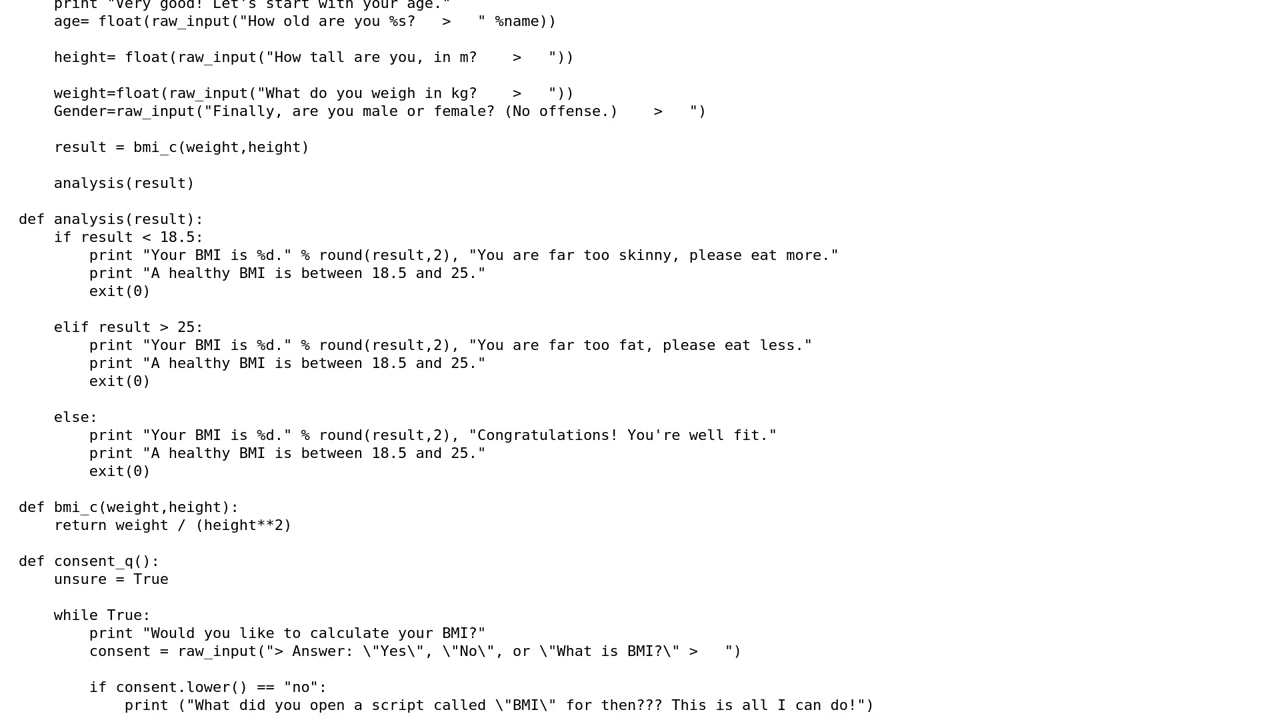 print "Very good! Let's start with your age."
age= float(raw_input("How old are you %s?   >   " %name))
height= float(raw_input("How tall are you, in m?    >   "))
weight=float(raw_input("What do you weigh in kg?    >   "))
Gender=raw_input("Finally, are you male or female? (No offense.)    >   ")
result = bmi_c(weight,height)
analysis(result)
def analysis(result):
if result < 18.5:
print "Your BMI is %d." % round(result,2), "You are far too skinny, please eat more."
print "A healthy BMI is between 18.5 and 25."
exit(0)
elif result > 25:
print "Your BMI is %d." % round(result,2), "You are far too fat, please eat less."
print "A healthy BMI is between 18.5 and 25."
exit(0)
else:
print "Your BMI is %d." % round(result,2), "Congratulations! You're well fit."
print "A healthy BMI is between 18.5 and 25."
exit(0)
def bmi_c(weight,height):
return weight / (height**2)
def consent_q():
unsure = True
while True:
print "Would you like to calculate your BMI?"
consent = raw_input("> Answer: \"Yes\", \"No\", or \"What is BMI?\" >   ")
if consent.lower() == "no":
print ("What did you open a script called \"BMI\" for then??? This is all I can do!")